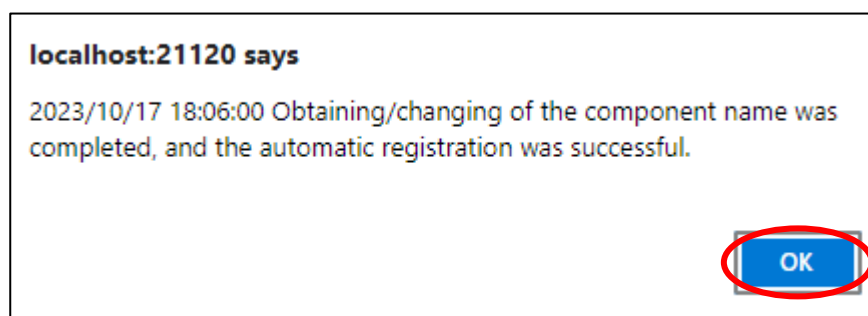 localhost:21120 says
2023/10/17 18:06:00 Obtaining/changing of the component name was
completed, and the automatic registration was successful.
OK